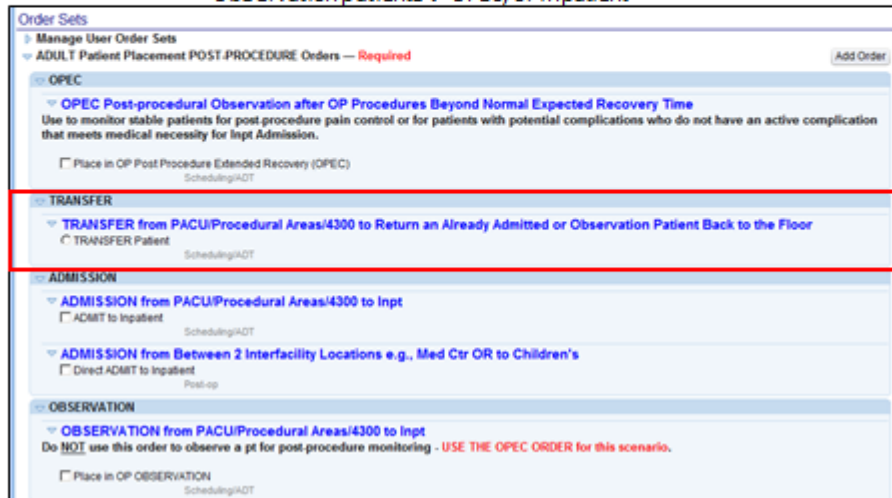 Order Sets
Manage User Order Sets
ADULT Patient Placement POST-PROCEDURE Orders — Required
Add Order
OPEC
OPEC Post-procedural Observation after OP Procedures Beyond Normal Expected Recovery Time
Use to monitor stable patients for post-procedure pain control or for patients with potential complications who do not have an active complication
that meets medical necessity for Inpt Admission.
Place in OP Post Procedure Extended Recovery (OPEC)
Scheduling/ADT
TRANSFER
TRANSFER from PACU/Procedural Areas/4300 to Return an Already Admitted or Observation Patient Back to the Floor
TRANSFER Patient
Scheduling/ADT
ADMISSION
ADMISSION from PACU/Procedural Areas/4300 to Inpt
ADMIT to Inpatient
Scheduling/ADT
ADMISSION from Between 2 Interfacility Locations e.g., Med Ctr OR to Children's
Direct ADMIT to Inpatient
Post-op
OBSERVATION
OBSERVATION from PACU/Procedural Areas/4300 to Inpt
Do NOT use this order to observe a pt for post-procedure monitoring - USE THE OPEC ORDER for this scenario.
Place in OP OBSERVATION
Scheduling/ADT